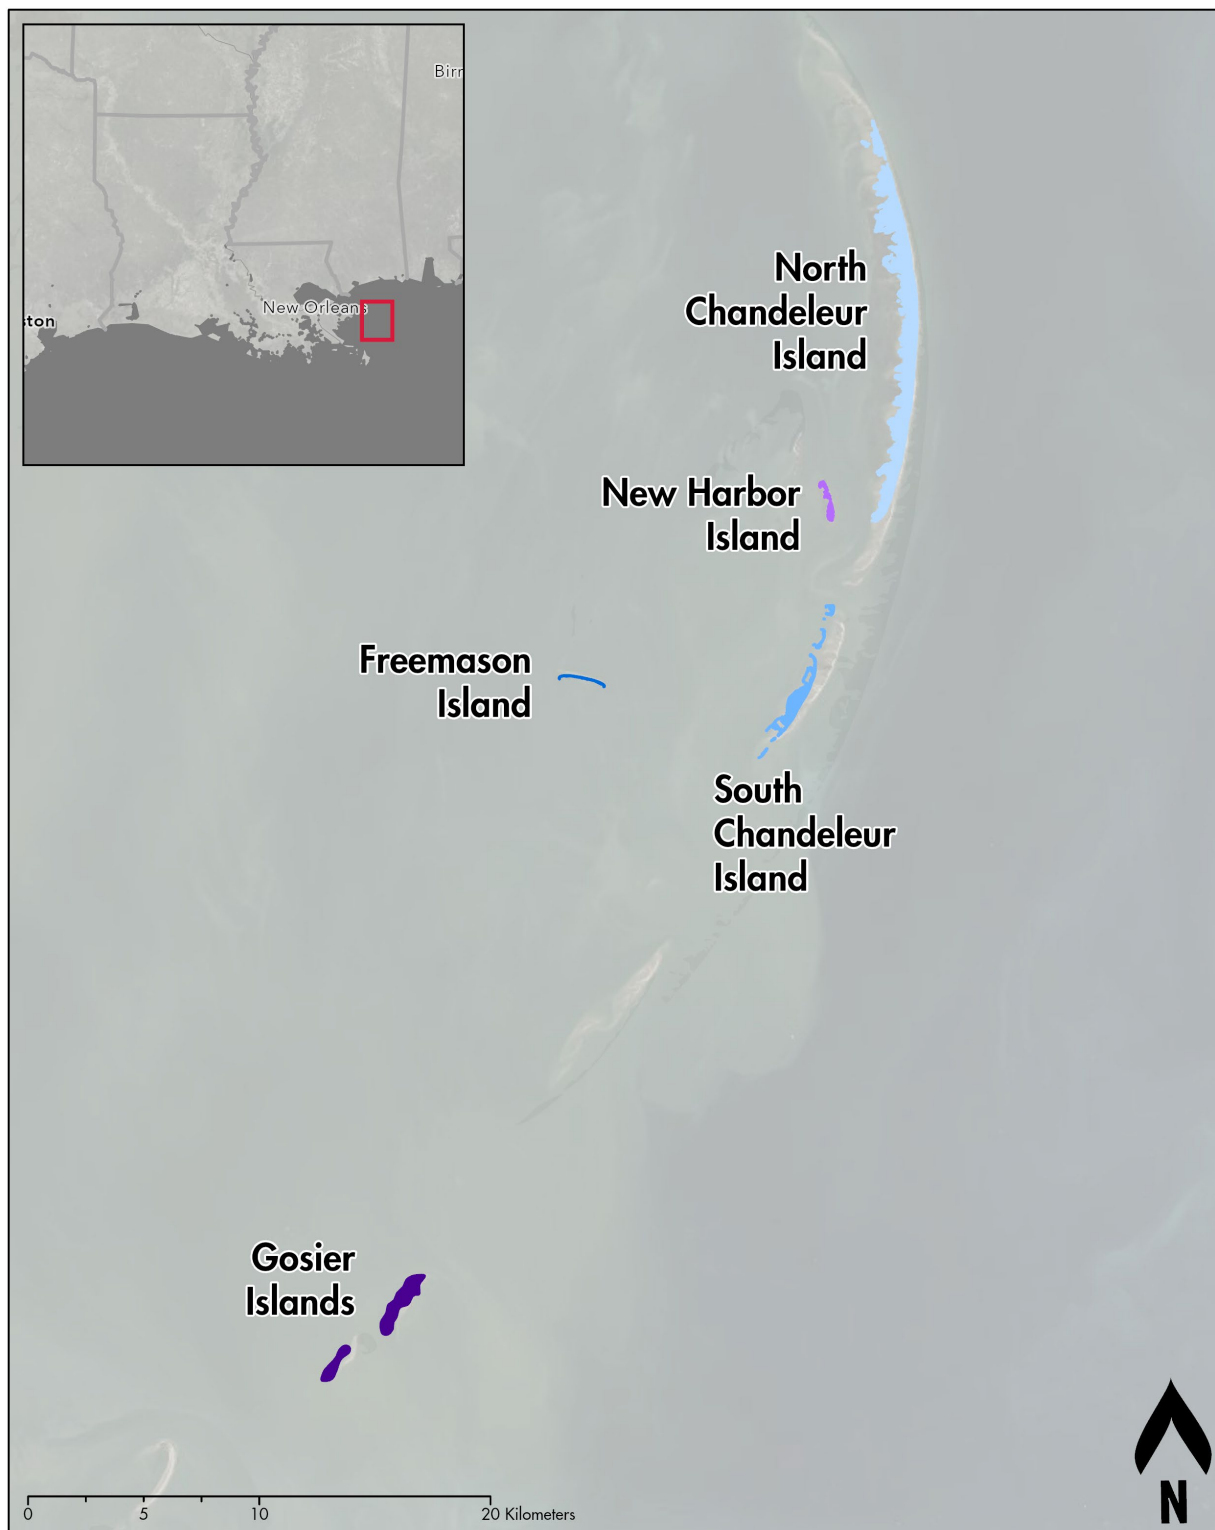 Birr
New Orleans
ston
North
Chandeleur
Island
New Harbor
Island
Freemason
Island
South
Chandeleur
Island
Gosier
Islands
0 5 10 20 Kilometers
N